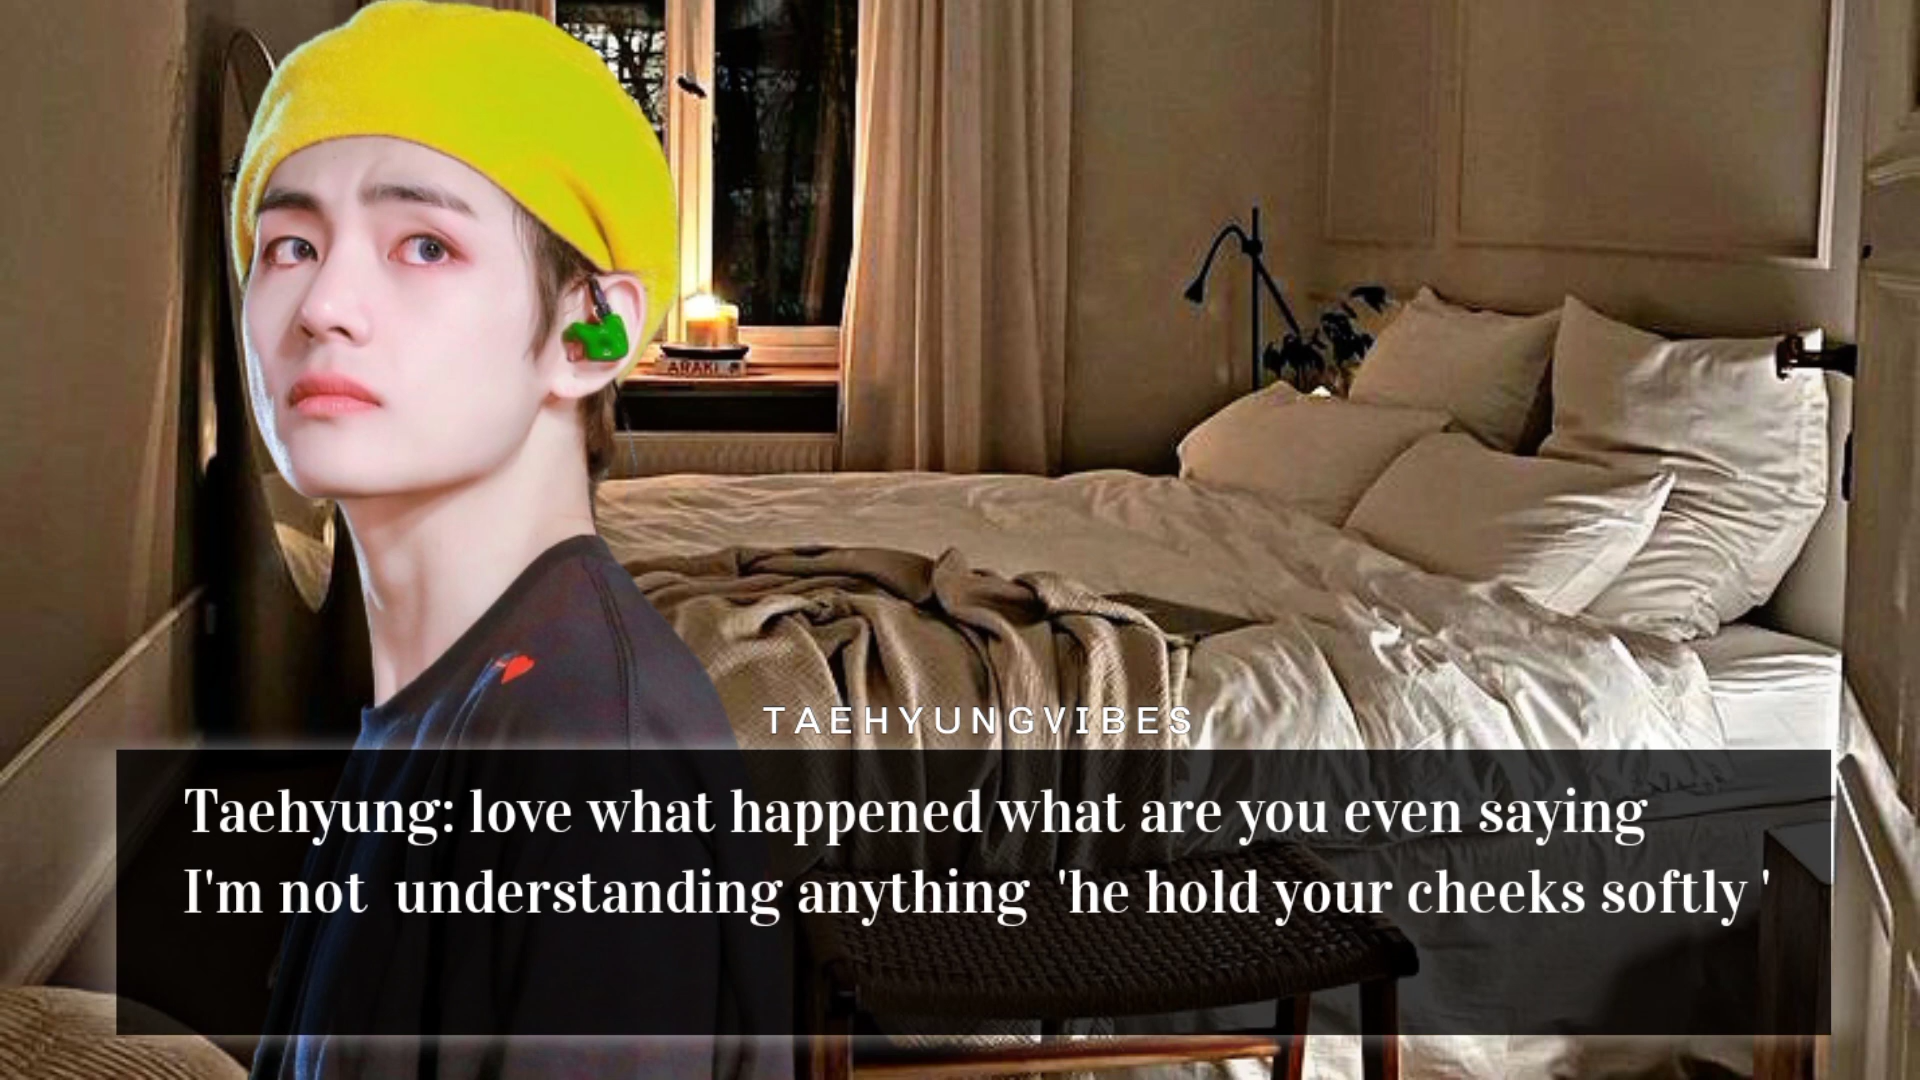 ARAKI
TAEHYUNGVIBES
Taehyung: love what happened what are you even saying
I'm not  understanding anything  'he hold your cheeks softly '